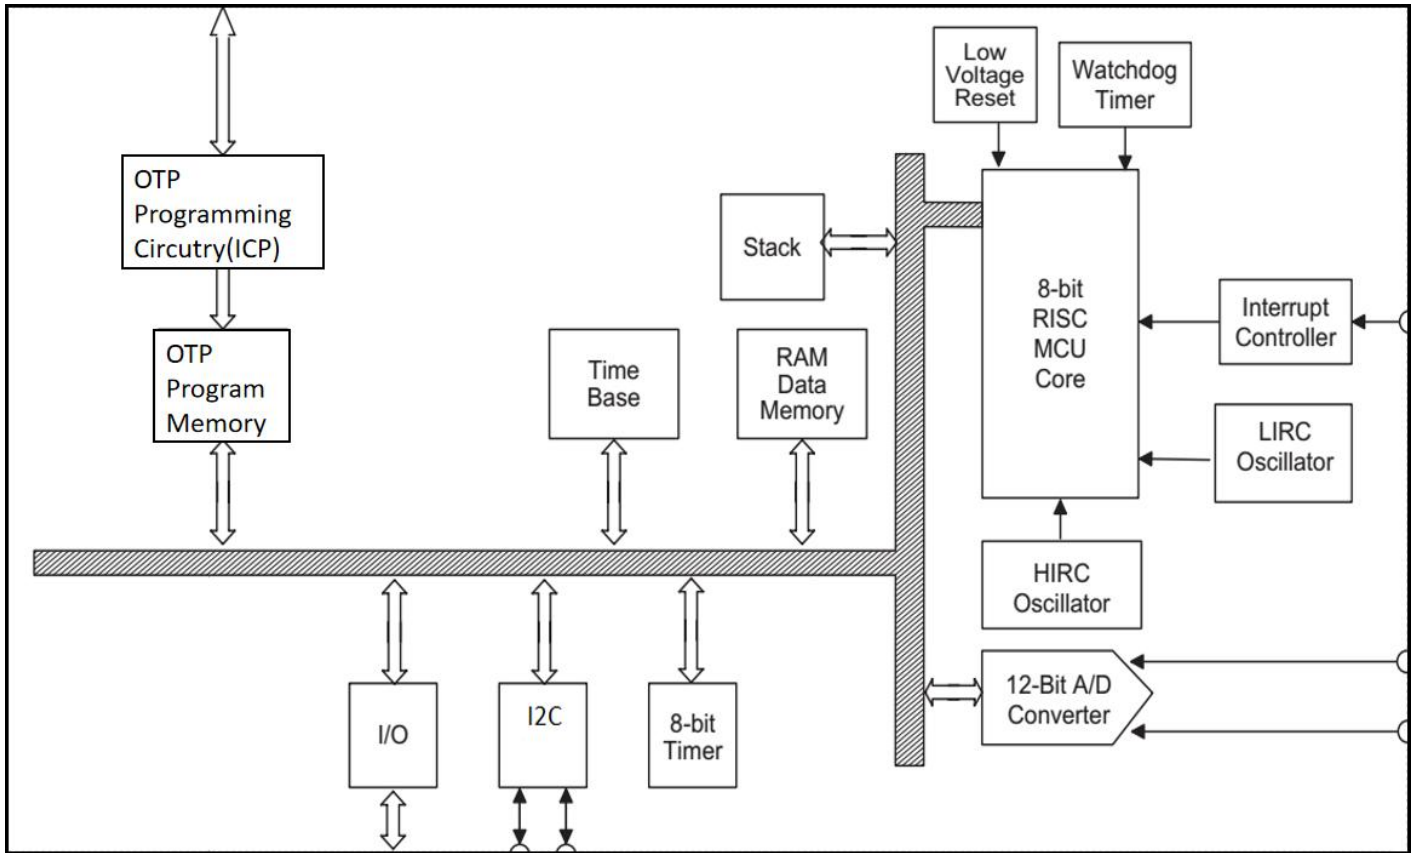 Low
Voltage
Reset
Watchdog
Timer
OTP
Programming
Circutry(ICP)
Stack
8-bit
RISC
MCU
Core
Interrupt
Controller
OTP
Program
Memory
Time
Base
RAM
Data
Memory
LIRC
Oscillator
HIRC
Oscillator
I/O
I2C
8-bit
Timer
12-Bit A/D
Converter